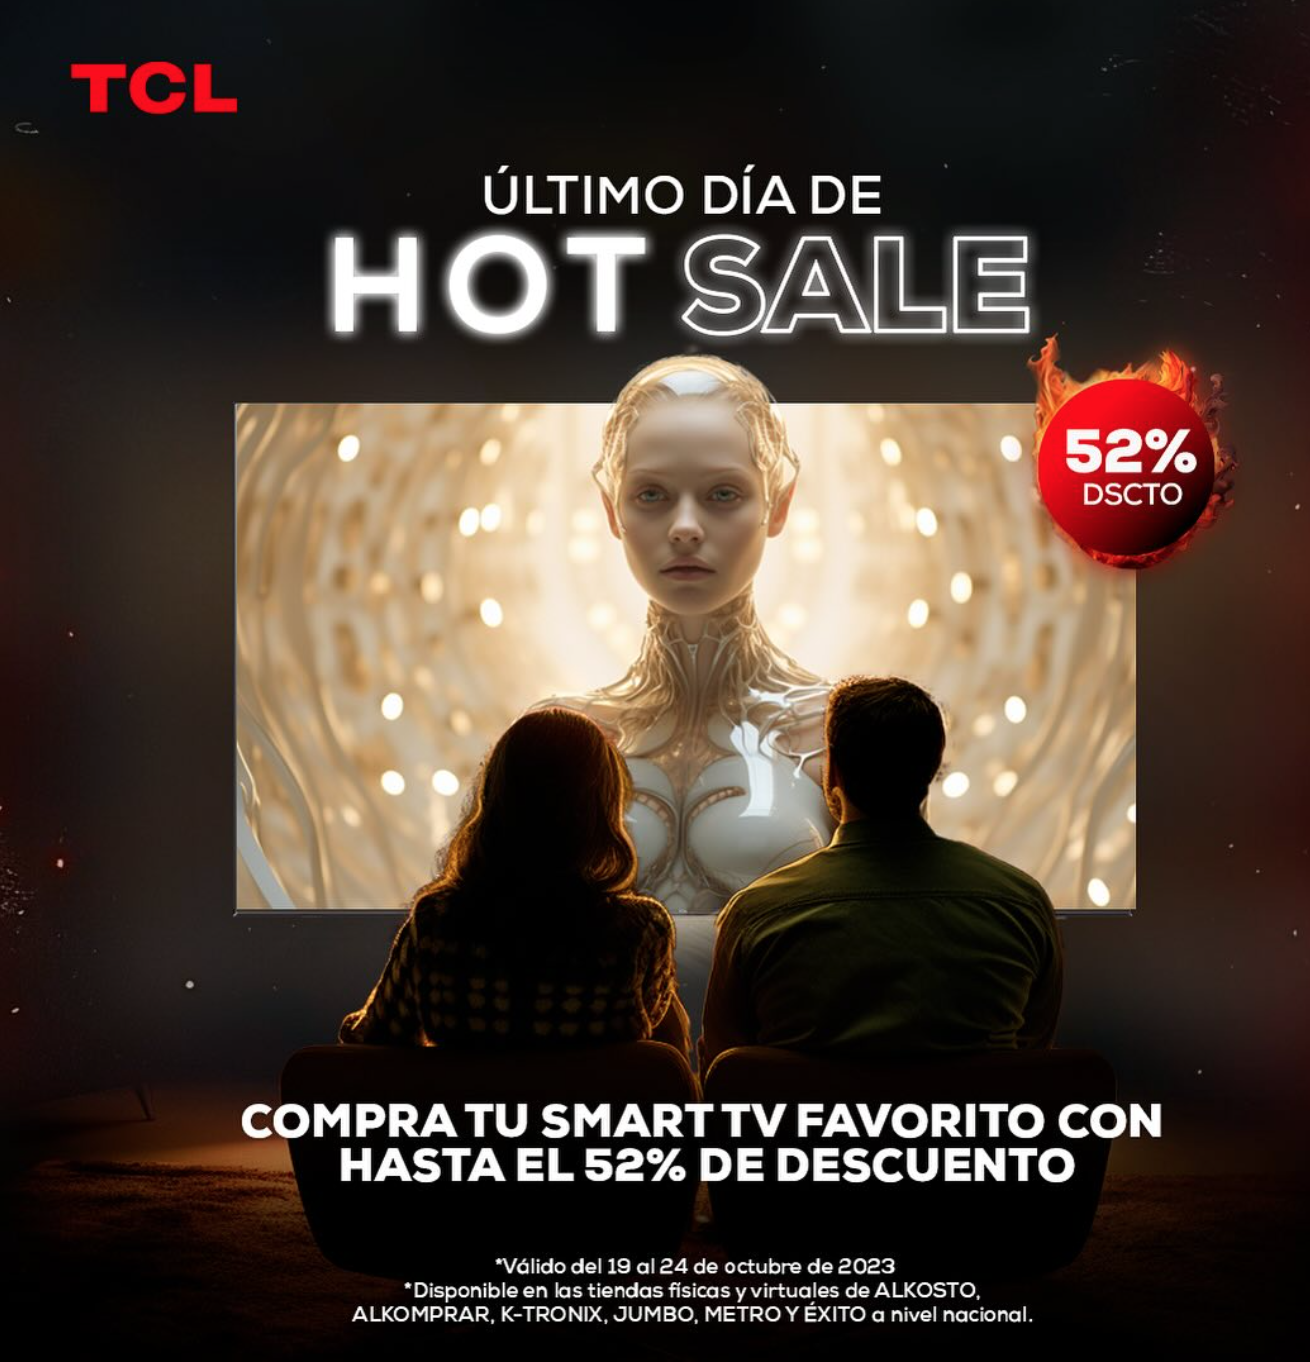 TCL
ÚLTIMO DÍA DE
HOT SALE
52%
DSCTO
COMPRA TU SMART TV FAVORITO CON
HASTA EL 52% DE DESCUENTO
*Válido del 19 al 24 de octubre de 2023
*Disponible en las tiendas físicas y virtuales de ALKOSTO,
ALKOMPRAR, K-TRONIX, JUMBO, METRO Y ÉXITO a nivel nacional.